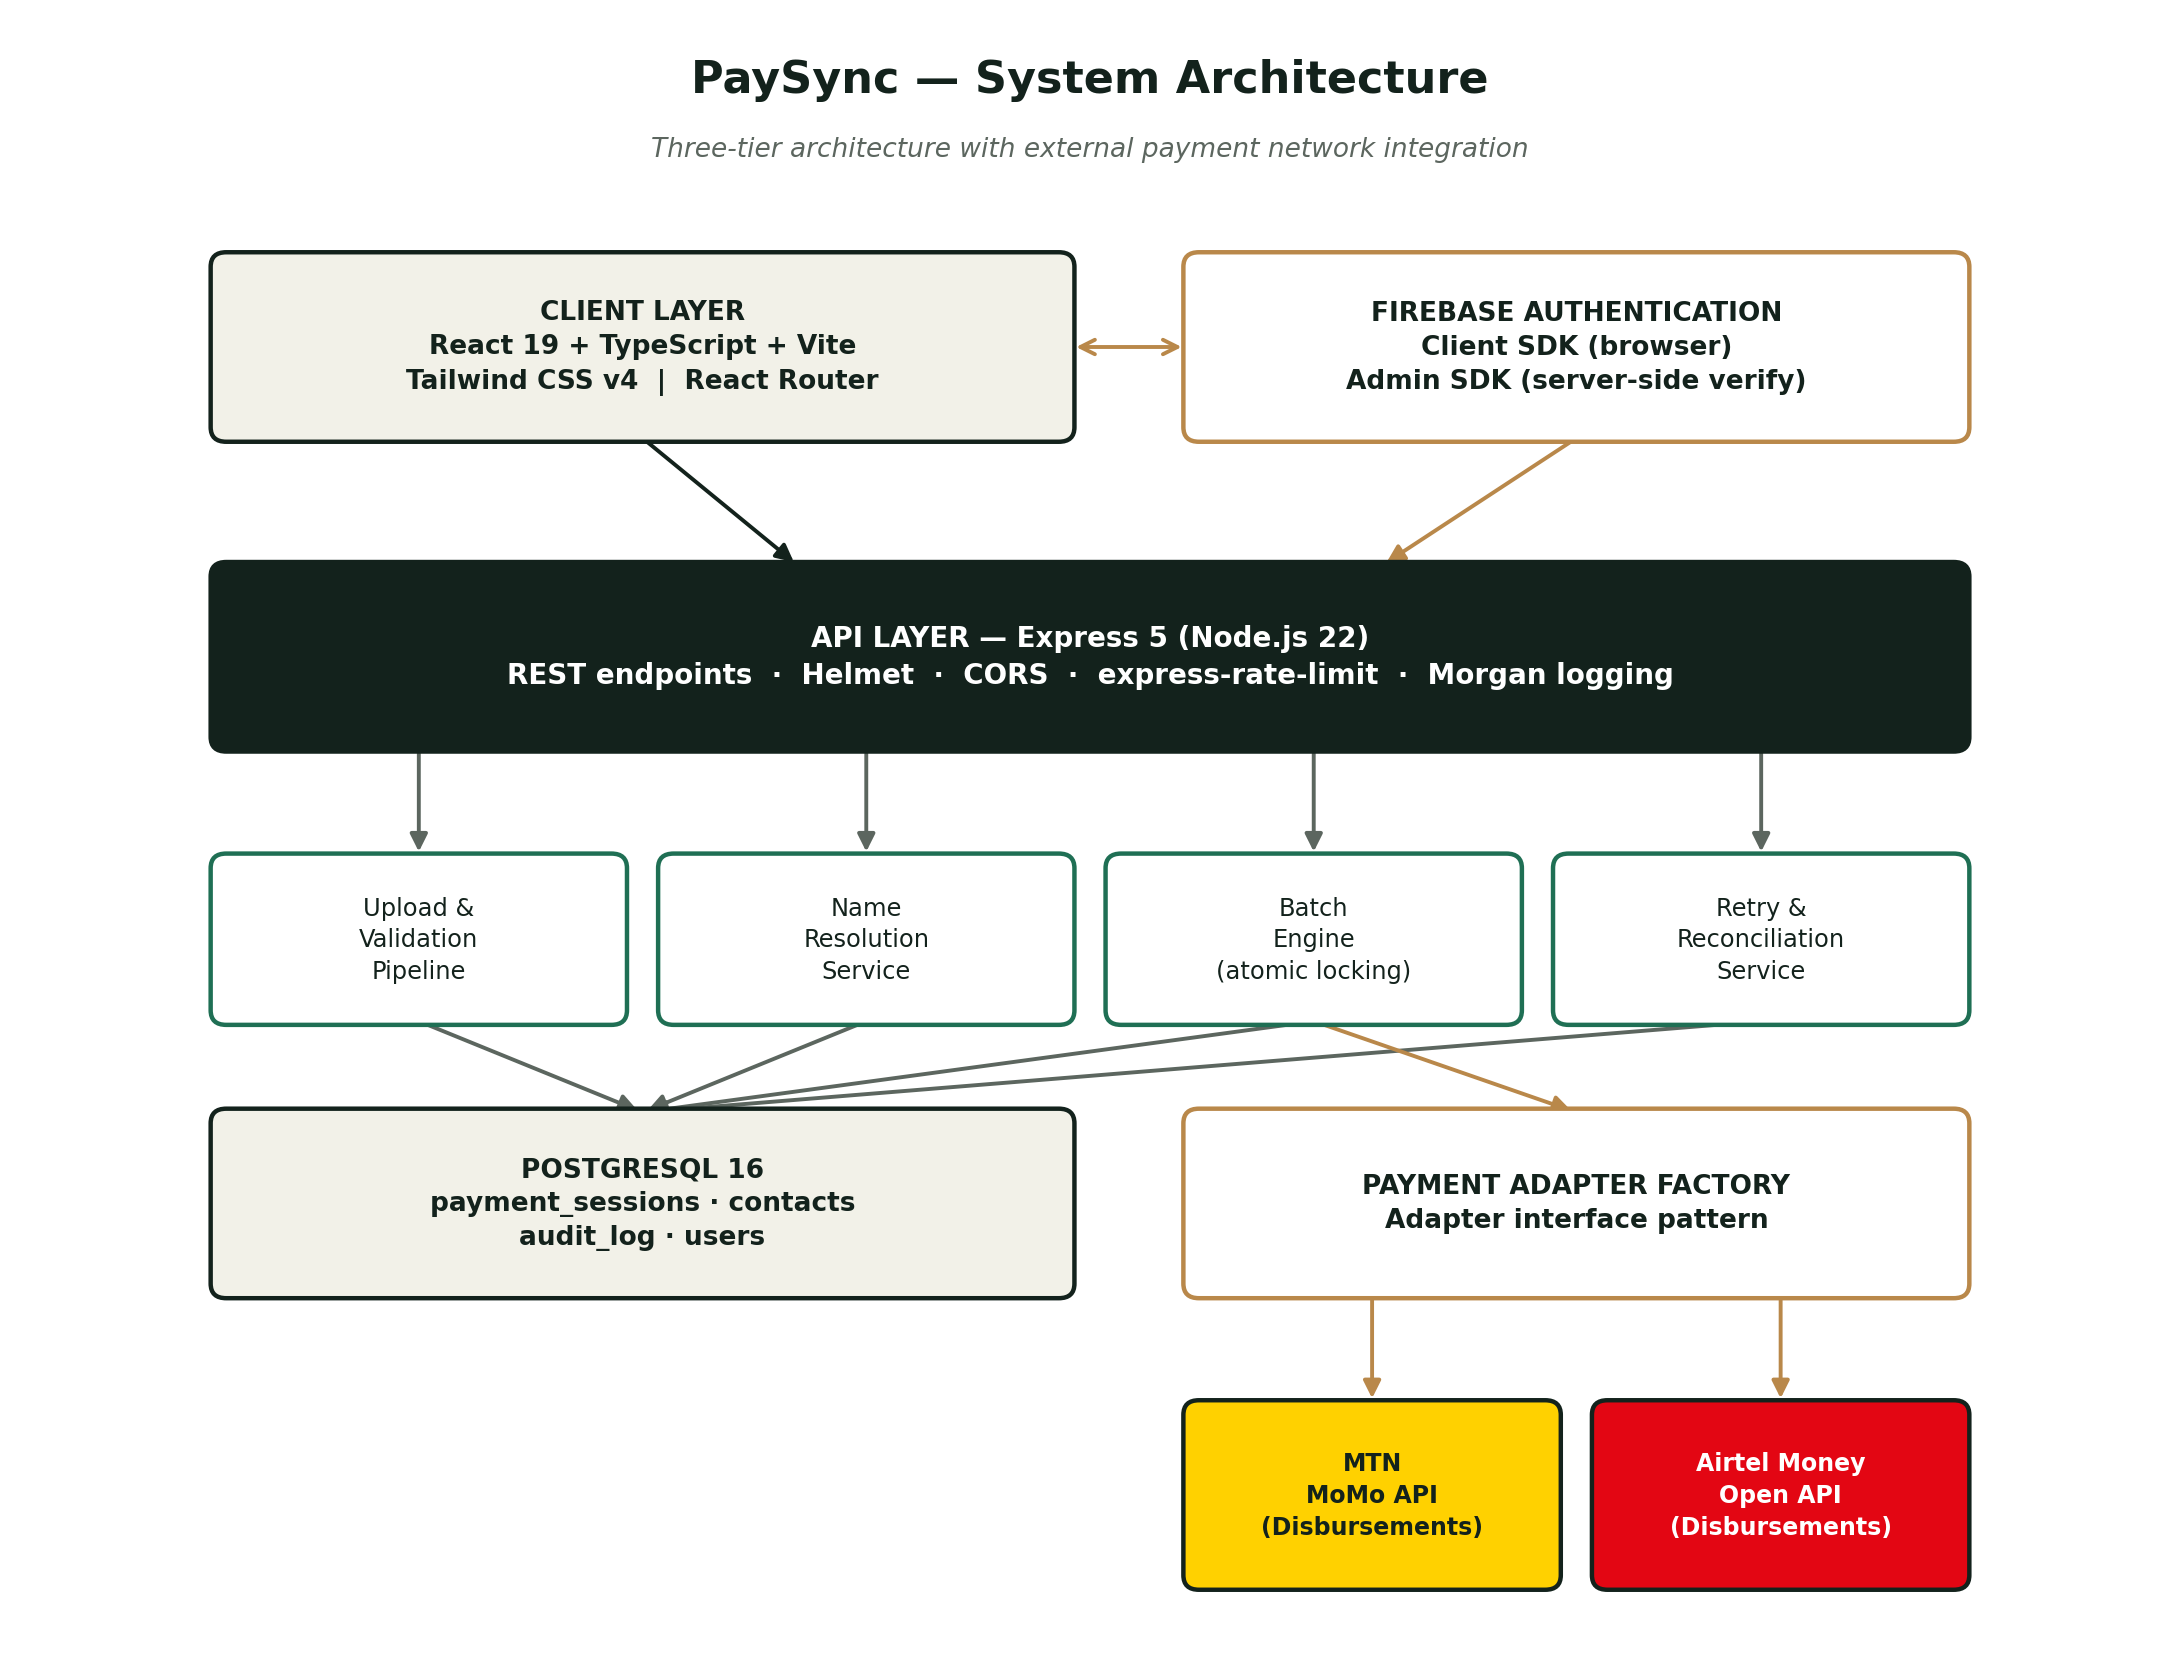 PaySync — System Architecture
Three-tier architecture with external payment network integration
CLIENT LAYER
React 19 + TypeScript + Vite
Tailwind CSS v4 | React Router
FIREBASE AUTHENTICATION
Client SDK (browser)
Admin SDK (server-side verify)
API LAYER — Express 5 (Node.js 22)
REST endpoints · Helmet · CORS · express-rate-limit · Morgan logging
Upload &
Validation
Pipeline
Name
Resolution
Service
Batch
Engine
(atomic locking)
Retry &
Reconciliation
Service
POSTGRESQL 16
payment_sessions · contacts
audit_log · users
PAYMENT ADAPTER FACTORY
Adapter interface pattern
MTN
MoMo API
(Disbursements)
Airtel Money
Open API
(Disbursements)